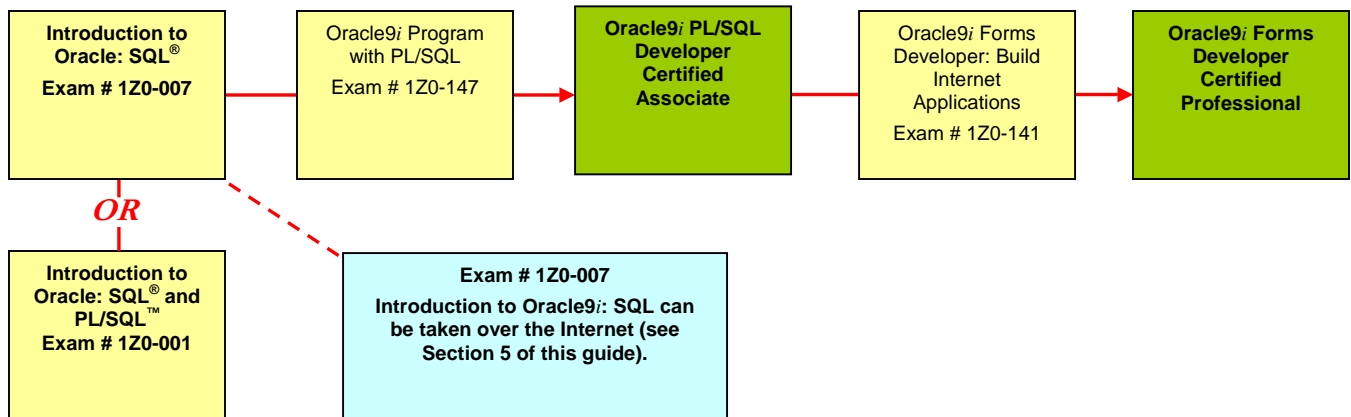 Introduction to
Oracle: SQL®
Exam # 1Z0-007
Oracle9i Program
with PL/SQL
Exam # 1Z0-147
Oracle9i PL/SQL
Developer
Certified
Associate
Oracle9i Forms
Developer: Build
Internet
Applications
Exam # 1Z0-141
Oracle9i Forms
Developer
Certified
Professional
OR
Introduction to
Oracle: SQL® and
PL/SQL™
Exam # 1Z0-001
Exam # 1Z0-007
Introduction to Oracle9i: SQL can
be taken over the Internet (see
Section 5 of this guide).